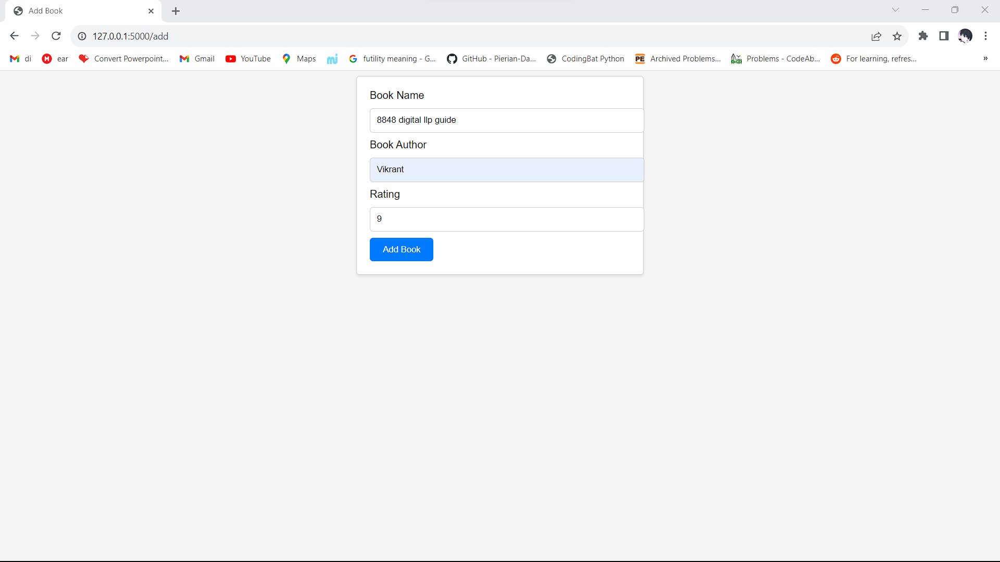 Add Book
127.0.0.1:5000/add
di ear Convert Powerpoint... Gmail YouTube Maps mi futility meaning - G... GitHub - Pierian-Da... CodingBat Python PE Archived Problems... Problems - CodeAb... For learning, refres... »
Book Name
8848 digital llp guide
Book Author
Vikrant
Rating
9
Add Book